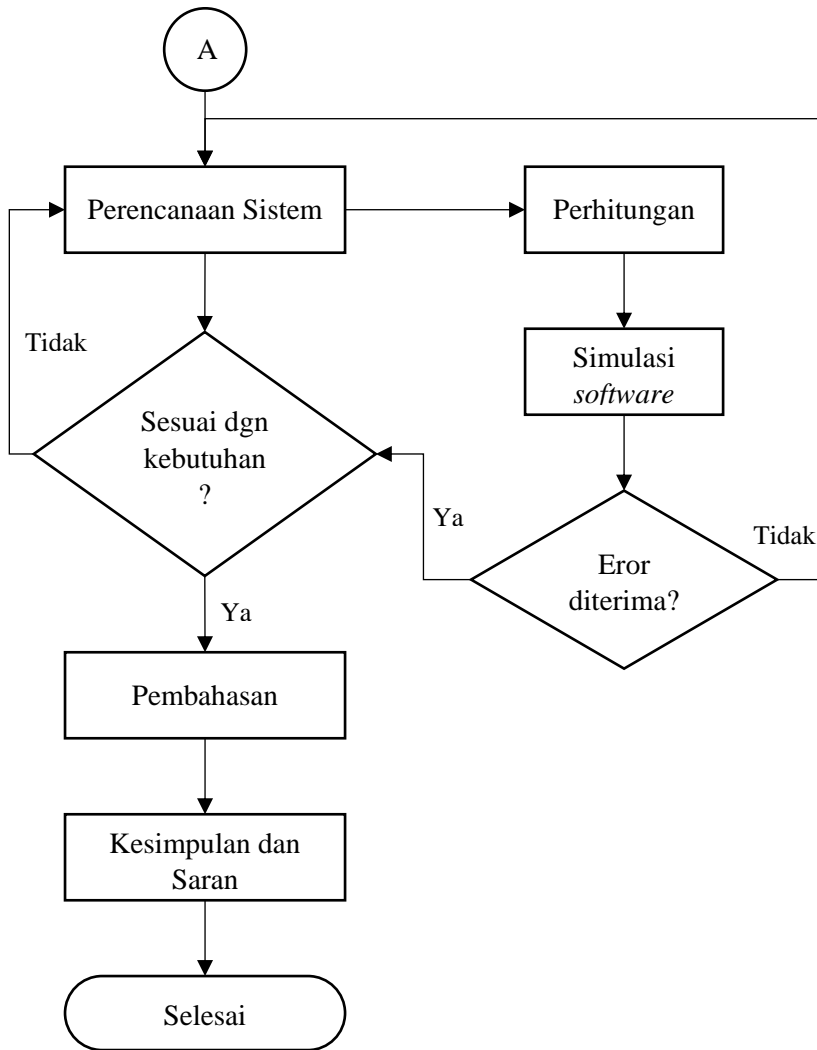 A
Perencanaan Sistem
Perhitungan
Tidak
Simulasi
software
Sesuai dgn
kebutuhan
?
Ya
Tidak
Eror
diterima?
Ya
Pembahasan
Kesimpulan dan
Saran
Selesai